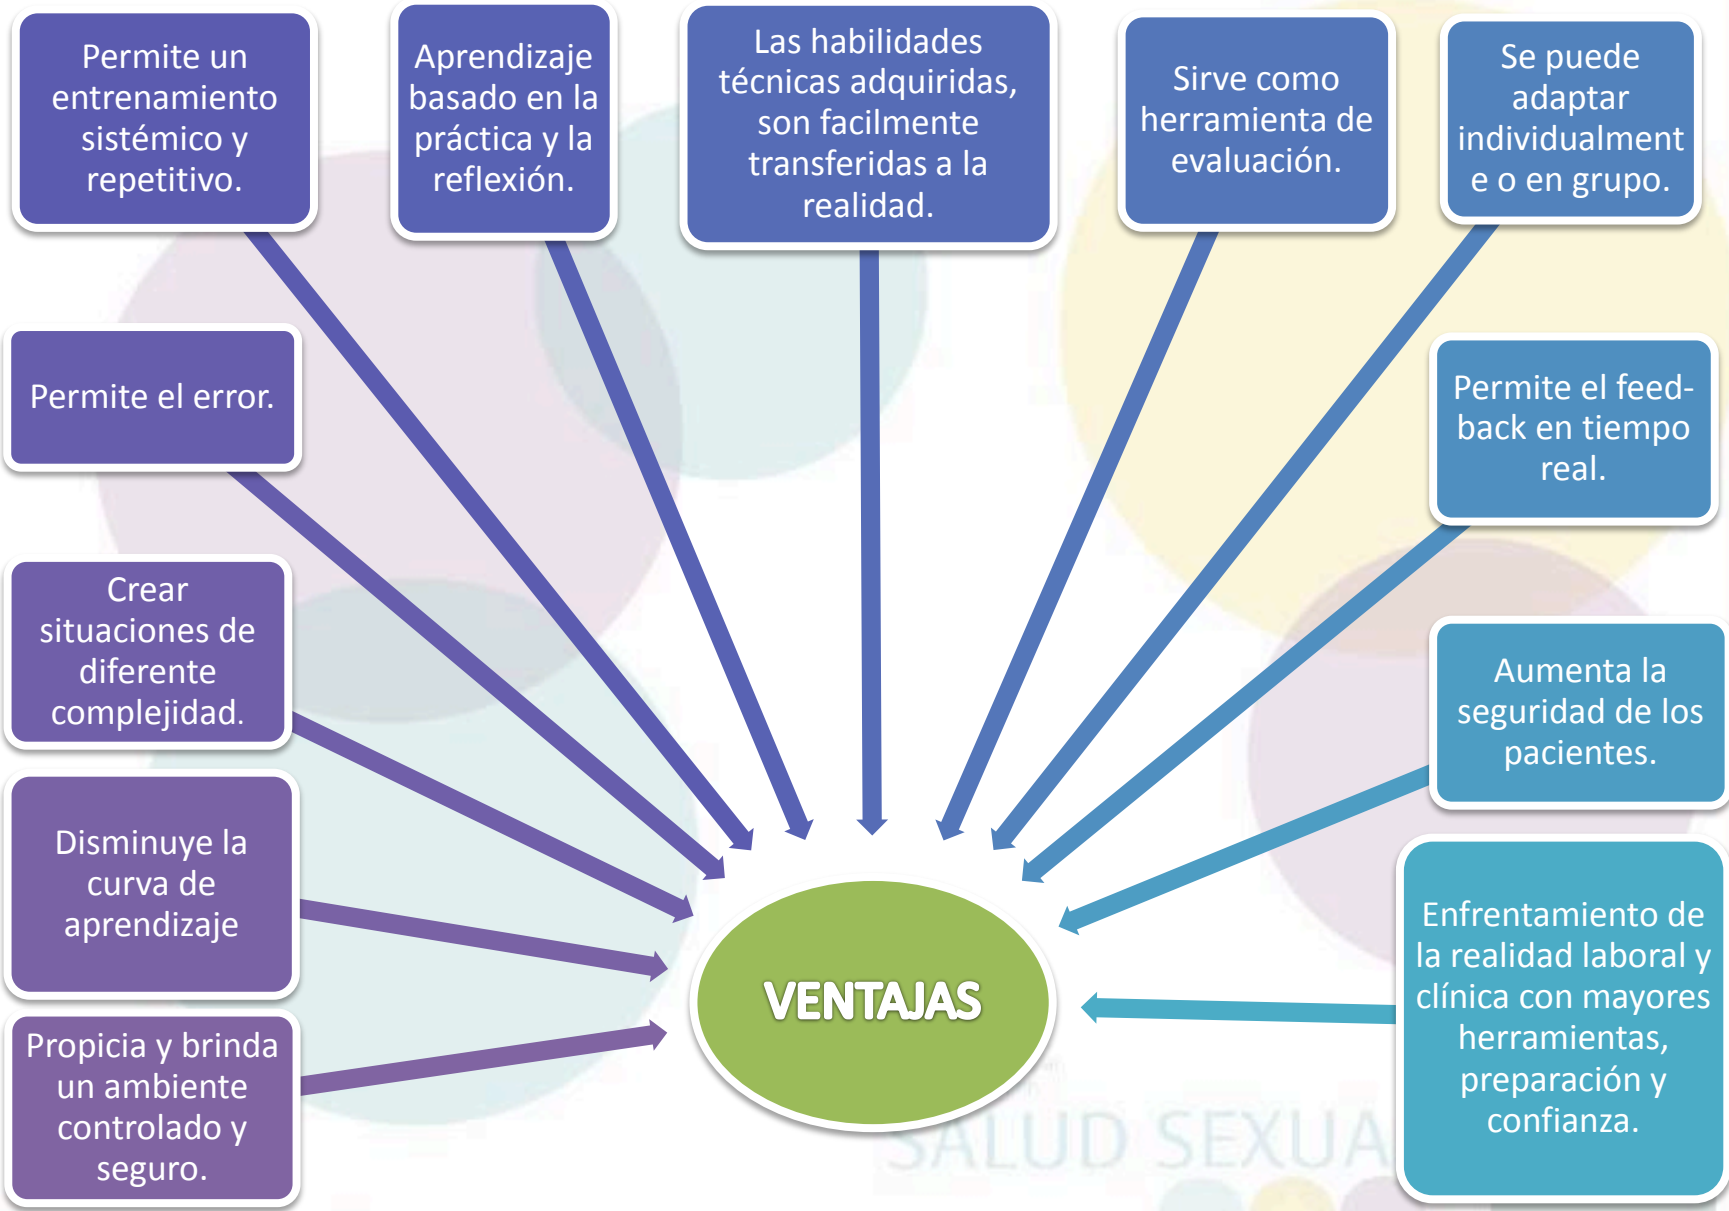 Permite un
entrenamiento
sistémico y
repetitivo.
Aprendizaje
basado en la
práctica y la
reflexión.
Las habilidades
técnicas adquiridas,
son facilmente
transferidas a la
realidad.
Sirve como
herramienta de
evaluación.
Se puede
adaptar
individualment
e o en grupo.
Permite el error.
Permite el feed-
back en tiempo
real.
Crear
situaciones de
diferente
complejidad.
Aumenta la
seguridad de los
pacientes.
Disminuye la
curva de
aprendizaje
Enfrentamiento de
la realidad laboral y
clínica con mayores
herramientas,
preparación y
confianza.
VENTAJAS
Propicia y brinda
un ambiente
controlado y
seguro.
SALUD SEXUA